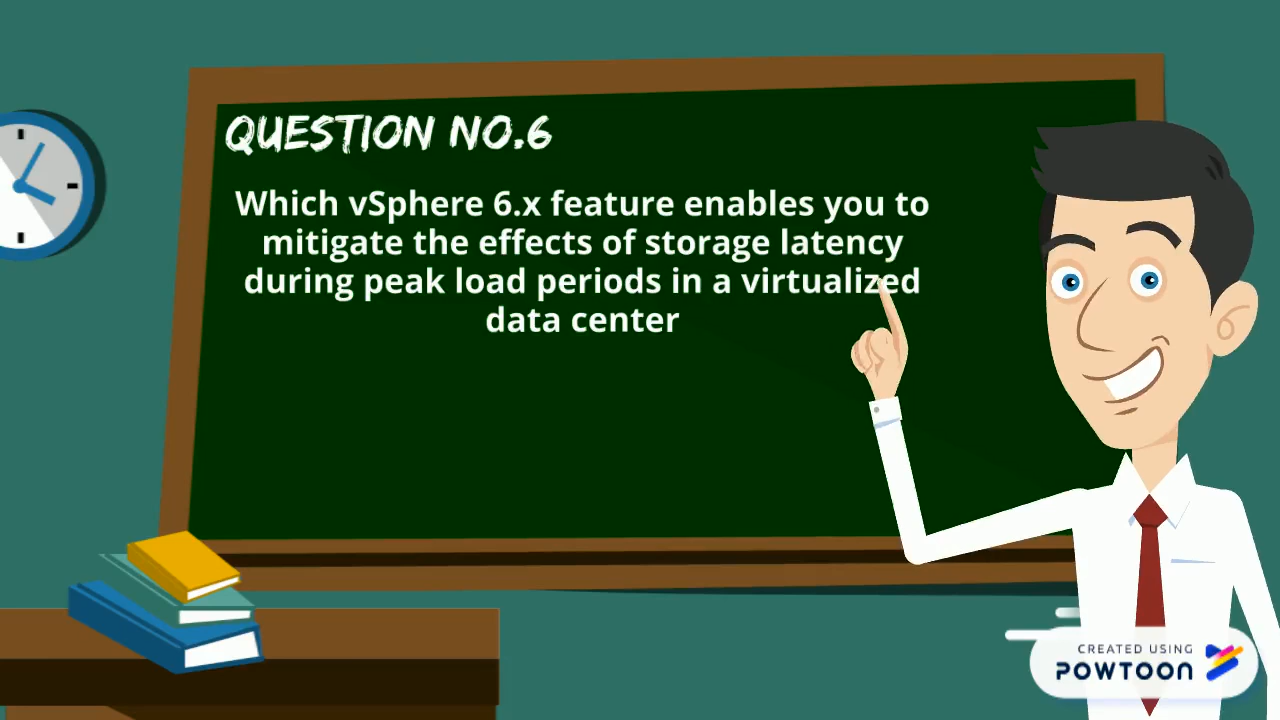 QUESTION NO.6
Which vSphere 6.x feature enables you to
mitigate the effects of storage latency
during peak load periods in a virtualized
data center
CREATED USING
POWTOON